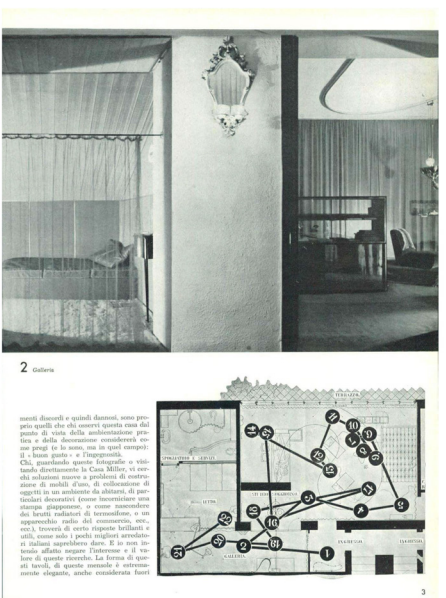 2 Galleria
menti discordi e quindi dannosi, sono pro-
prio quelli che chi osservi questa casa dal
punto di vista della ambientazione pra-
tica e della decorazione considererà co-
me pregi (e lo sono, ma in quel campo):
il « buon gusto » e l'ingegnosità.
Chi, guardando queste fotografie o visi-
tando direttamente la Casa Miller, vi cer-
chi soluzioni nuove a problemi di costru-
zione di mobili d'uso, di collocazione di
oggetti in un ambiente da abitarsi, di par-
ticolari decorativi (come incorniciare una
stampa giapponese, o come nascondere
dei brutti radiatori di termosifone, o un
apparecchio radio del commercio, ecc.,
ecc.), troverà di certo risposte brillanti e
utili, come solo i pochi migliori arredato-
ri italiani saprebbero dare. E io non in-
tendo affatto negare l'interesse e il va-
lore di queste ricerche. La forma di que-
sti tavoli, di queste mensole è estrema-
mente elegante, anche considerata fuori
TERRAZZA
SPOGLIATOIO E SERVIZI
GALLERIA
INGRESSO
3